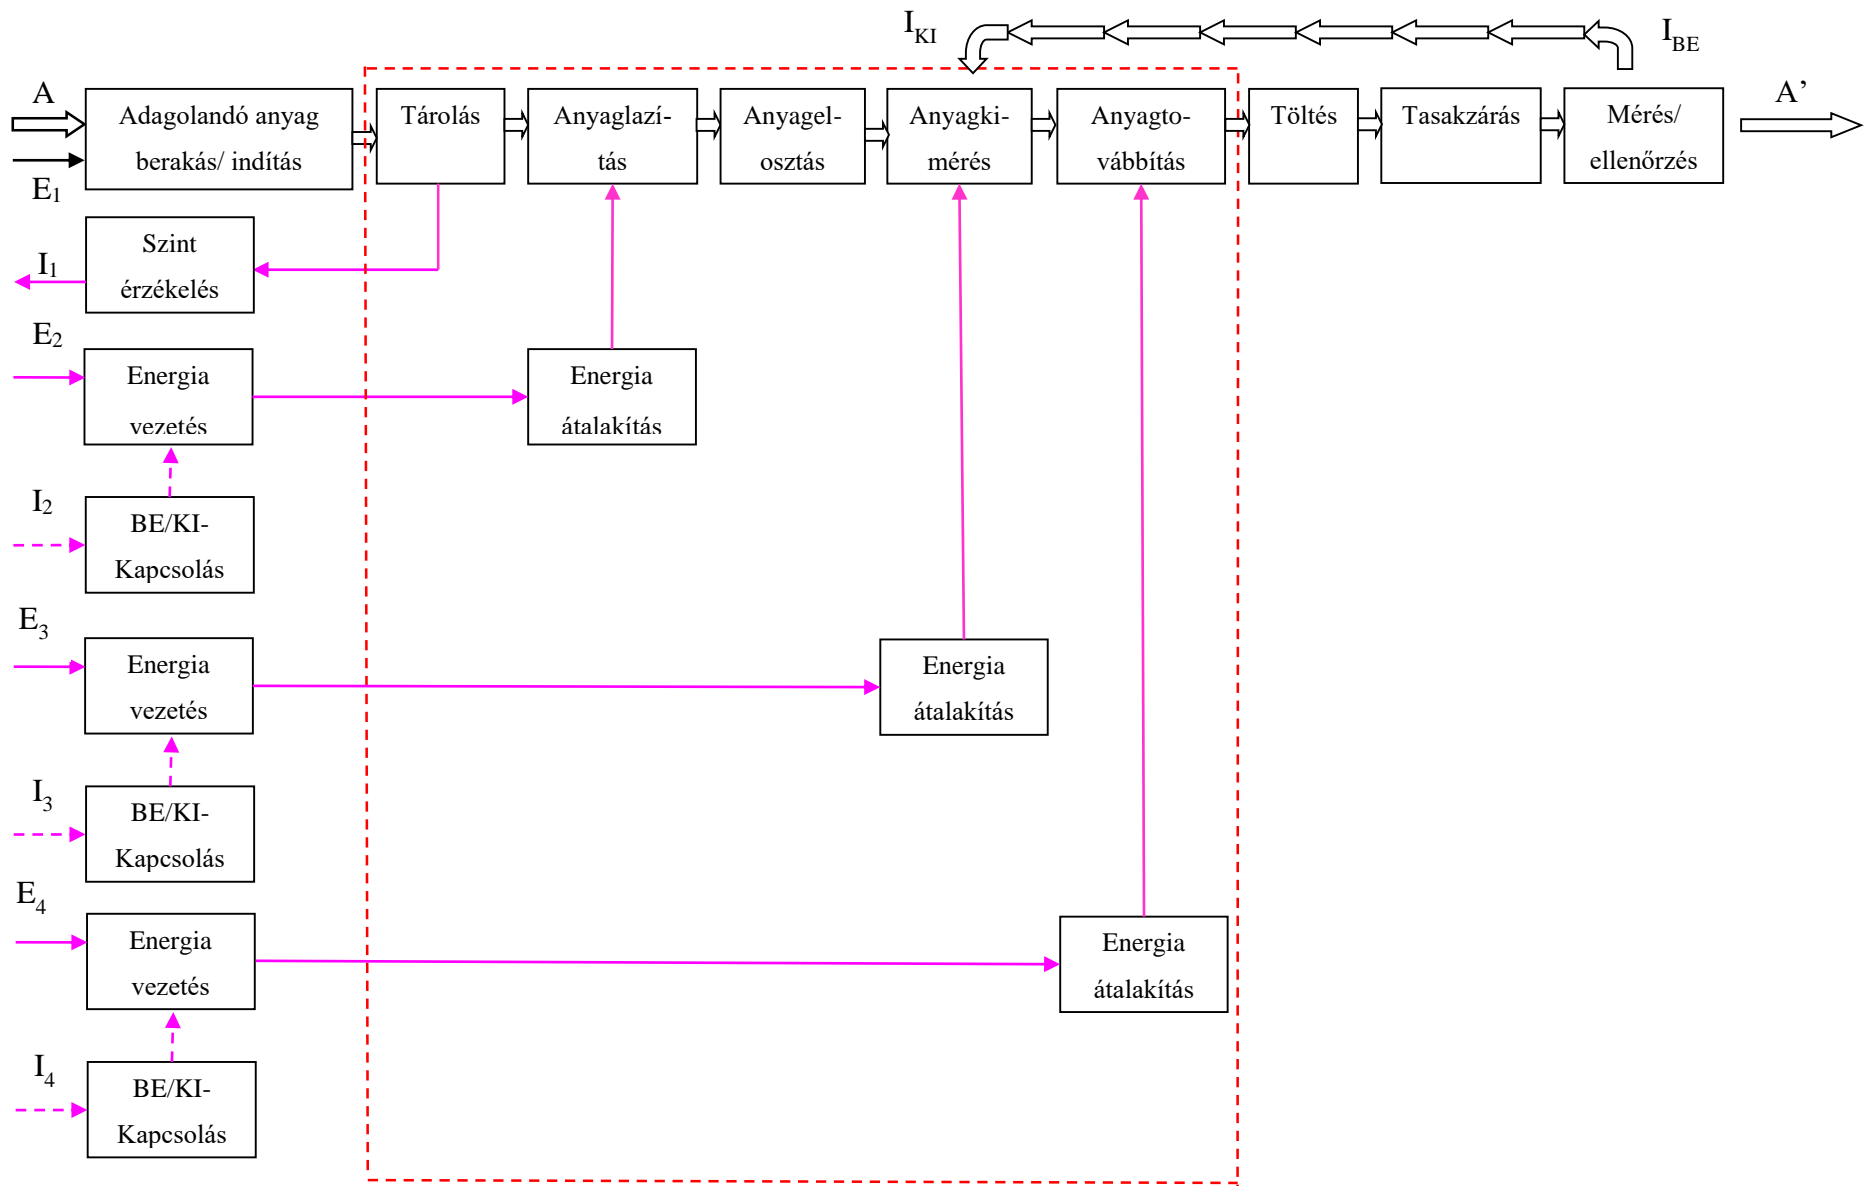 I_KI
I_BE
A
Adagolandó anyag
berakás/ indítás
Tárolás
Anyaglazí-
tás
Anyagel-
osztás
Anyagki-
mérés
Anyagto-
vábbítás
Töltés
Tasakzárás
Mérés/
ellenőrzés
A’
E1
Szint
érzékelés
I1
E2
Energia
vezetés
Energia
átalakítás
I2
BE/KI-
Kapcsolás
E3
Energia
vezetés
Energia
átalakítás
I3
BE/KI-
Kapcsolás
E4
Energia
vezetés
Energia
átalakítás
I4
BE/KI-
Kapcsolás